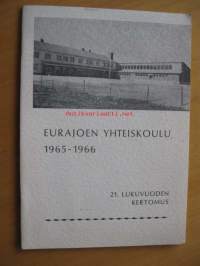 EURAJOEN YHTEISKOULU
1965-1966
21. LUKUVUODEN
KERTOMUS